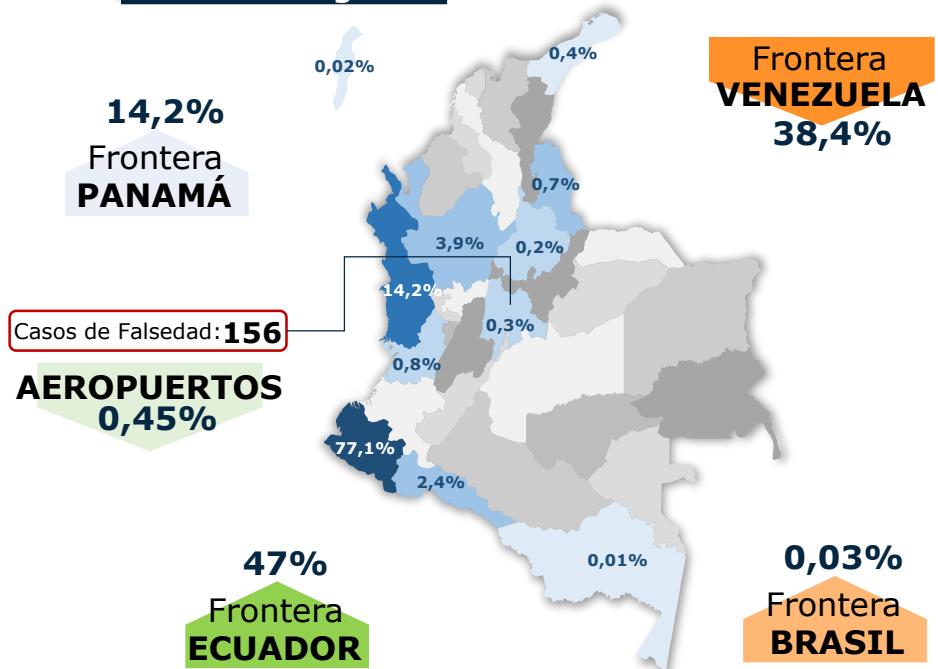 0,02%
0,4%
Frontera
VENEZUELA
38,4%
14,2%
Frontera
PANAMÁ
0,7%
3,9%
0,2%
14,2%
Casos de Falsedad: 156
0,3%
0,8%
AEROPUERTOS
0,45%
77,1%
2,4%
0,01%
47%
Frontera
ECUADOR
0,03%
Frontera
BRASIL